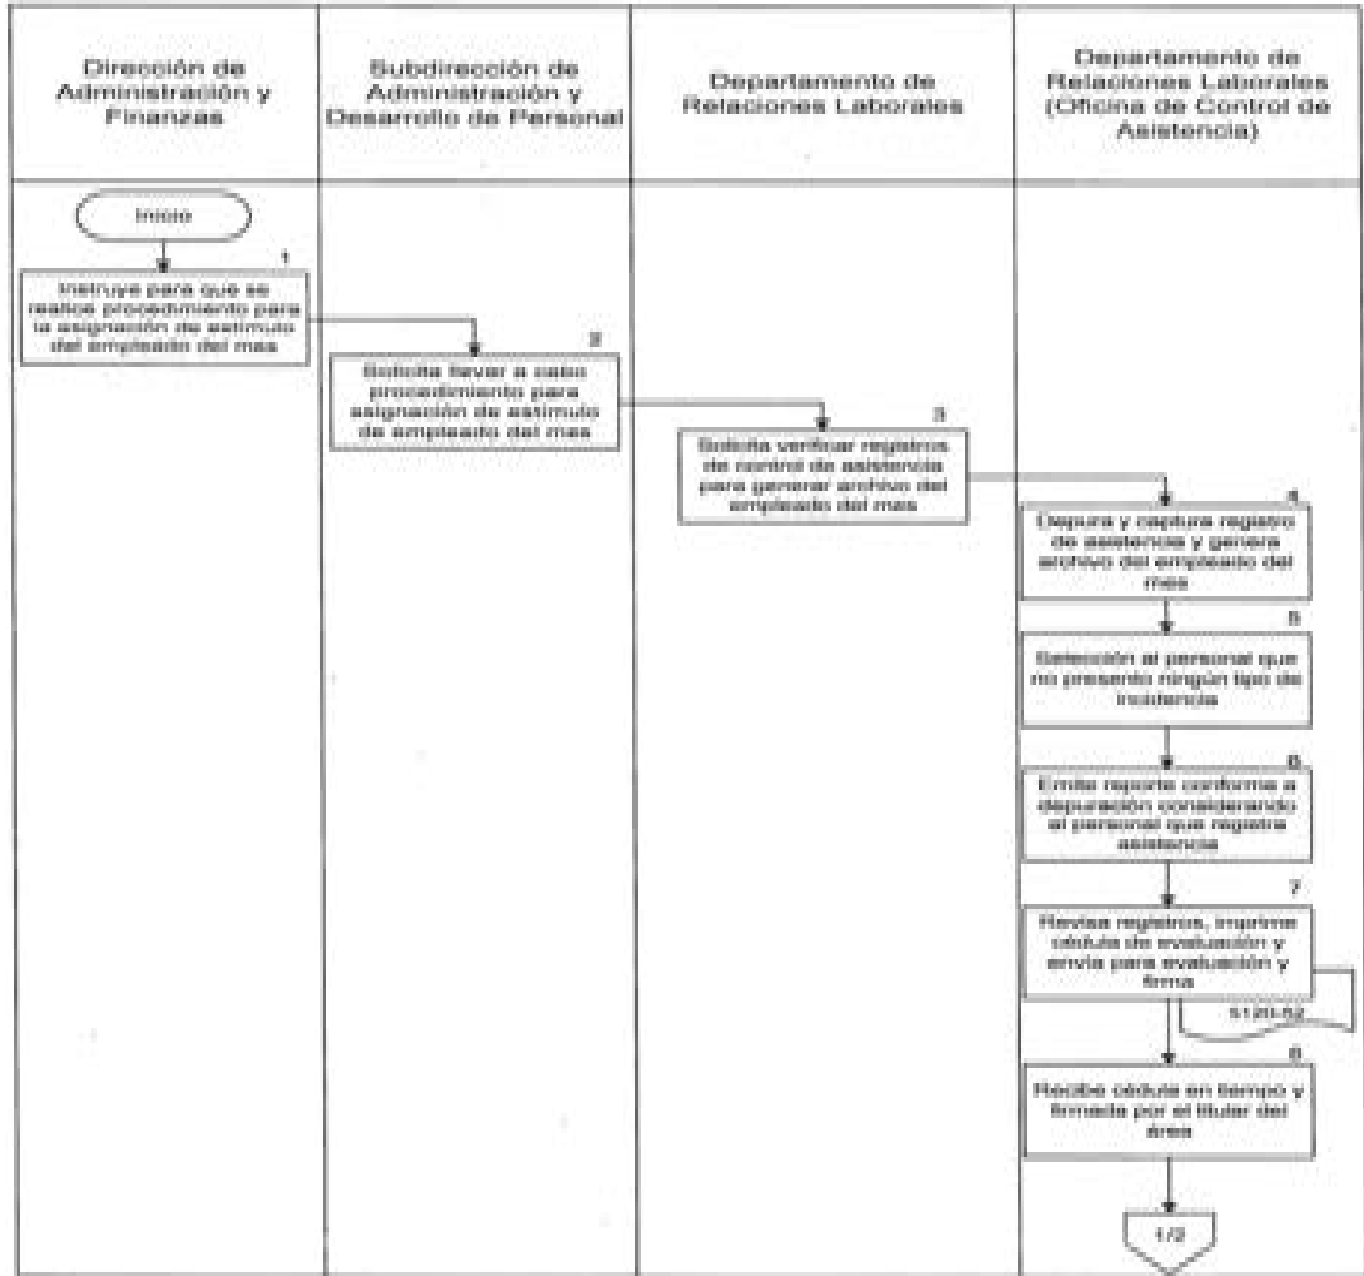 Dirección de
Administración y
Finanzas
Subdirección de
Administración y
Desarrollo de Personal
Departamento de
Relaciones Laborales
Departamento de
Relaciones Laborales
(Oficina de Control de
Asistencia)
Inicio
1
Instruye para que se
realice procedimiento para
la asignación de estímulo
del empleado del mes
2
Solicita llevar a cabo
procedimiento para
asignación de estímulo
de empleado del mes
3
Solicita verificar registros
de control de asistencia
para generar archivo del
empleado del mes
4
Depura y captura registro
de asistencia y genera
archivo del empleado del
mes
5
Selección al personal que
no presento ningún tipo de
incidencia
6
Emite reporte conforme a
depuración considerando
al personal que registra
asistencia
7
Revisa registros, imprime
cédula de evaluación y
envía para evaluación y
firma
8
Recibe cédula en tiempo y
firmada por el titular del
área
1/2